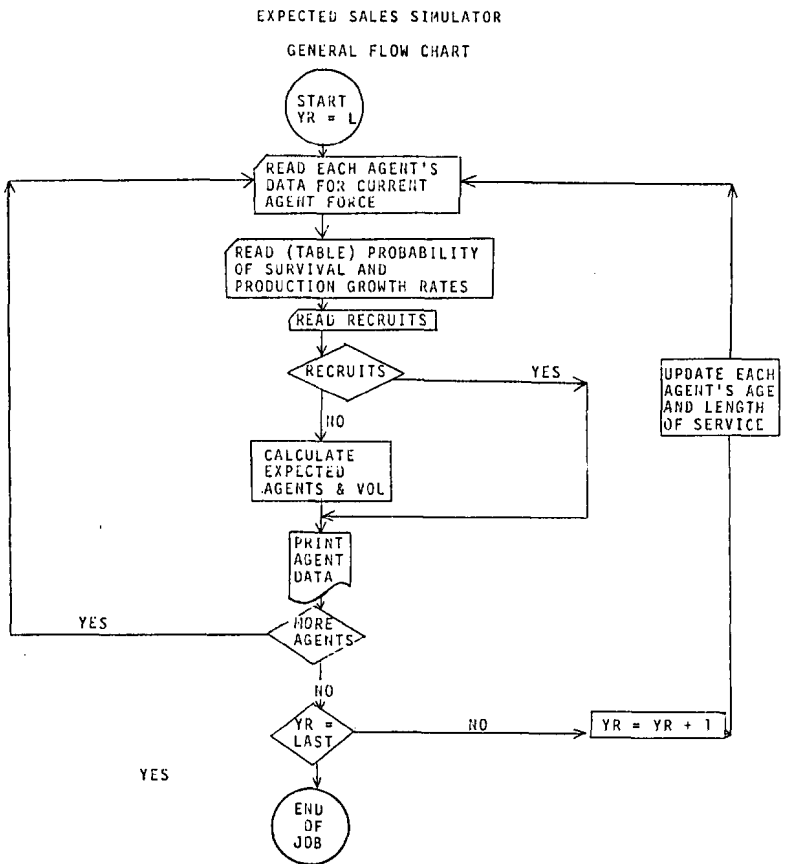 EXPECTED SALES SIMULATOR
GENERAL FLOW CHART
START
YR = L
READ EACH AGENT'S
DATA FOR CURRENT
AGENT FORCE
READ (TABLE) PROBABILITY
OF SURVIVAL AND
PRODUCTION GROWTH RATES
READ RECRUITS
RECRUITS
YES
NO
UPDATE EACH
AGENT'S AGE
AND LENGTH
OF SERVICE
CALCULATE
EXPECTED
AGENTS & VOL
PRINT
AGENT
DATA
YES
MORE
AGENTS
NO
YR =
LAST
NO
YR = YR + 1
YES
END
OF
JOB